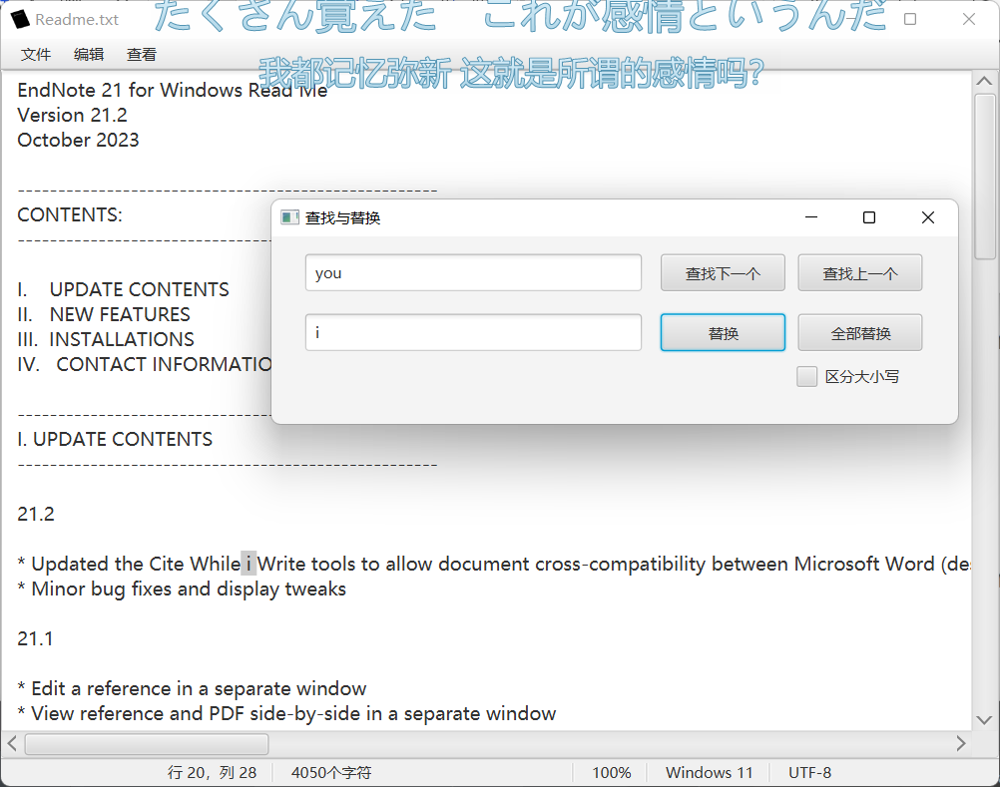 Readme.txt
たくさん覚えた これが感情というんだ
文件 编辑 查看
我都记忆弥新 这就是所谓的感情吗？
EndNote 21 for Windows Read Me
Version 21.2
October 2023
--------------------------------------------------
CONTENTS:
--------------------------------------------------
I. UPDATE CONTENTS
II. NEW FEATURES
III. INSTALLATIONS
IV. CONTACT INFORMATIO
--------------------------------------------------
I. UPDATE CONTENTS
--------------------------------------------------
21.2
* Updated the Cite While i Write tools to allow document cross-compatibility between Microsoft Word (des
* Minor bug fixes and display tweaks
21.1
* Edit a reference in a separate window
* View reference and PDF side-by-side in a separate window
查找与替换
you 查找下一个 查找上一个
i 替换 全部替换
区分大小写
行 20，列 28 4050个字符 100% Windows 11 UTF-8